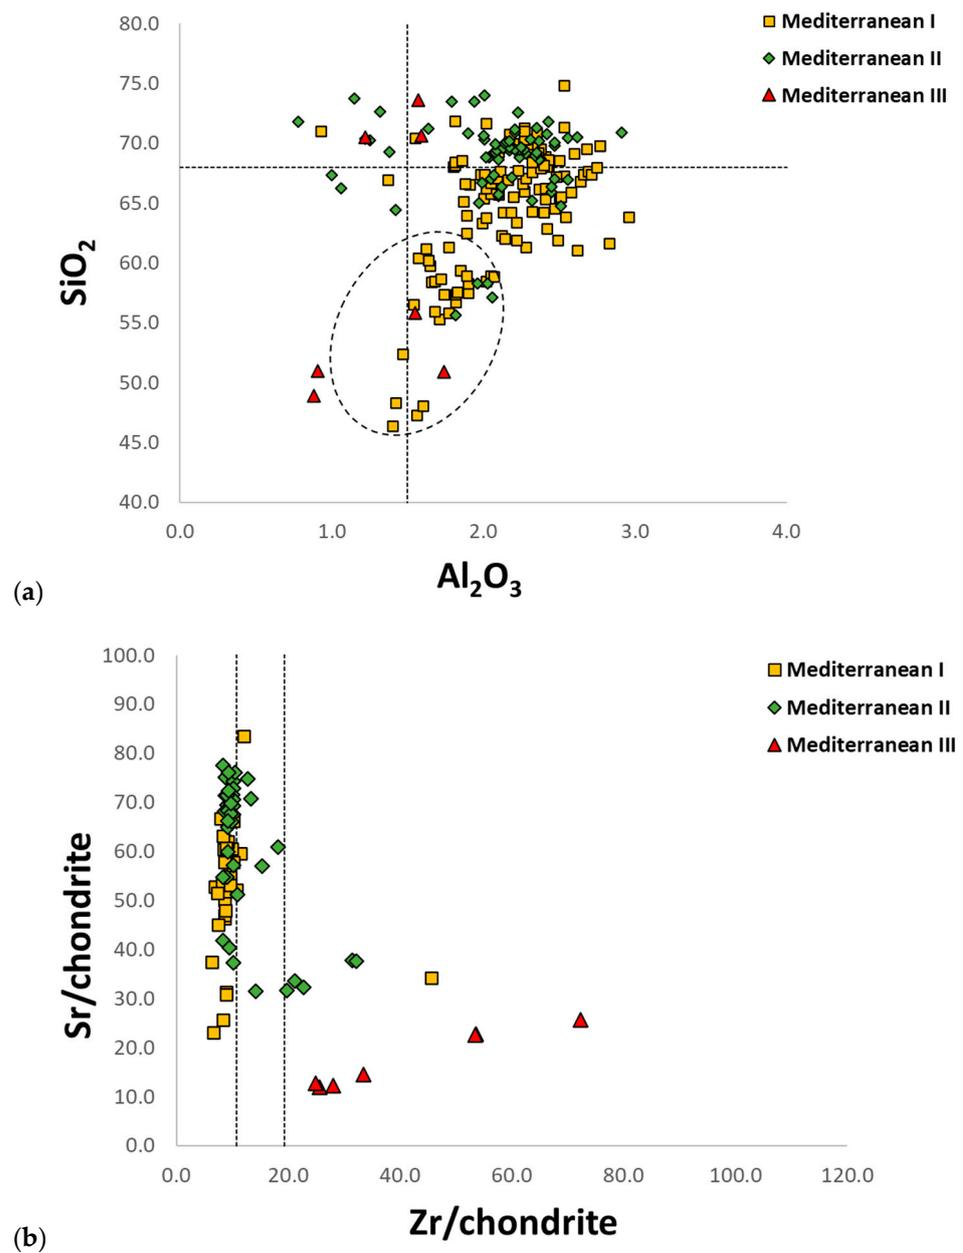 80.0
75.0
70.0
65.0
60.0
55.0
50.0
45.0
40.0
SiO₂
0.0 1.0 2.0 3.0 4.0
Al₂O₃
Mediterranean I
Mediterranean II
Mediterranean III
(a)
100.0
90.0
80.0
70.0
60.0
50.0
40.0
30.0
20.0
10.0
0.0
Sr/chondrite
0.0 20.0 40.0 60.0 80.0 100.0 120.0
Zr/chondrite
Mediterranean I
Mediterranean II
Mediterranean III
(b)